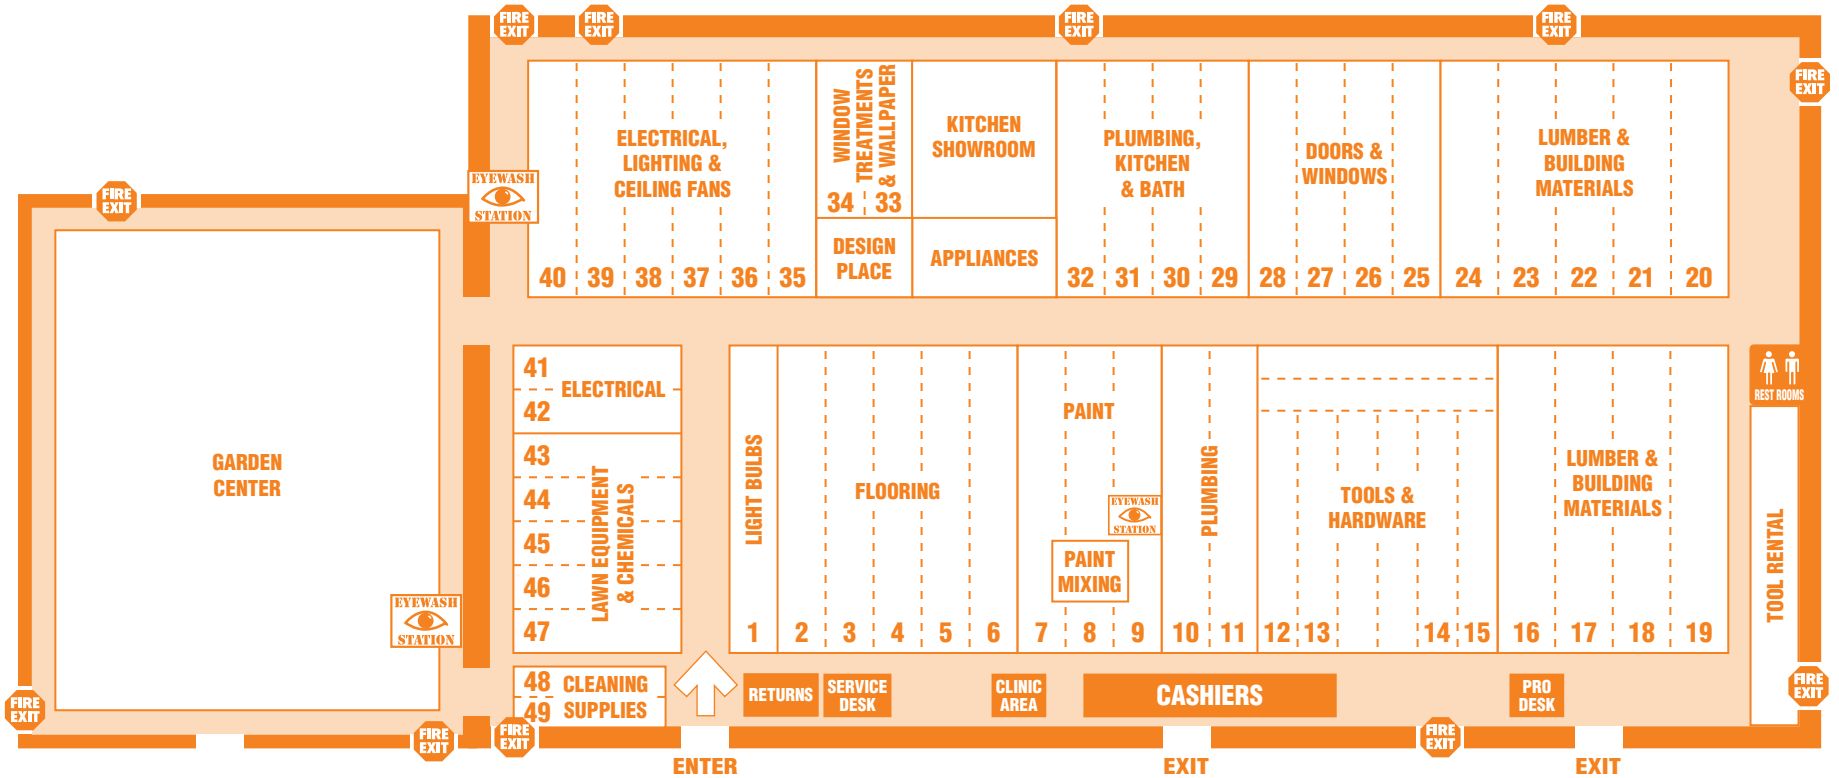 FIRE
EXIT
FIRE
EXIT
FIRE
EXIT
FIRE
EXIT
FIRE
EXIT
FIRE
EXIT
EYEWASH
STATION
ELECTRICAL,
LIGHTING &
CEILING FANS
40 39 38 37 36 35
WINDOW
TREATMENTS
& WALLPAPER
34 33
DESIGN
PLACE
KITCHEN
SHOWROOM
APPLIANCES
PLUMBING,
KITCHEN
& BATH
32 31 30 29
DOORS &
WINDOWS
28 27 26 25
LUMBER &
BUILDING
MATERIALS
24 23 22 21 20
GARDEN
CENTER
EYEWASH
STATION
41
ELECTRICAL
42
43
44
45
46
47
LAWN EQUIPMENT
& CHEMICALS
48 CLEANING
49 SUPPLIES
LIGHT BULBS
1
FLOORING
2 3 4 5 6
PAINT
EYEWASH
STATION
PAINT
MIXING
7 8 9
PLUMBING
10 11
TOOLS &
HARDWARE
12 13 14 15
LUMBER &
BUILDING
MATERIALS
16 17 18 19
REST ROOMS
TOOL RENTAL
RETURNS
SERVICE
DESK
CLINIC
AREA
CASHIERS
PRO
DESK
FIRE
EXIT
FIRE
EXIT
FIRE
EXIT
FIRE
EXIT
FIRE
EXIT
ENTER
EXIT
EXIT